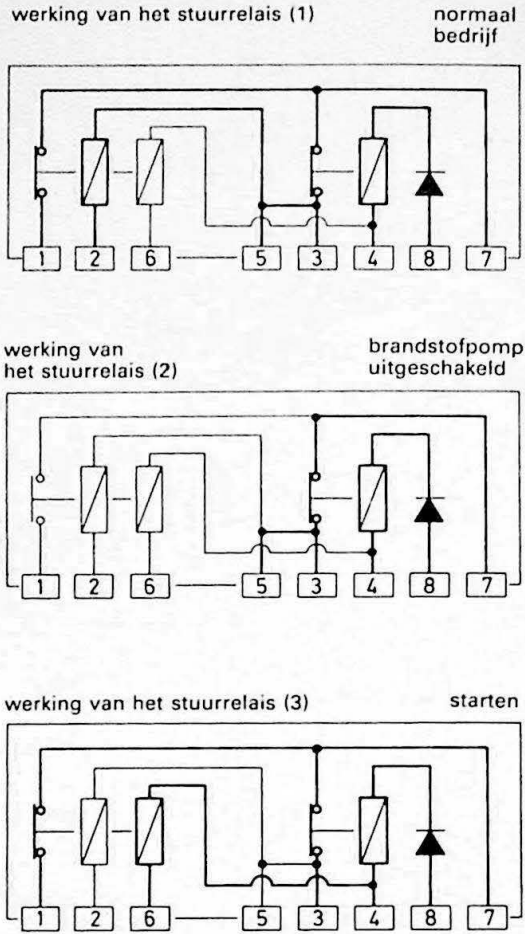 werking van het stuurrelais (1)
normaal
bedrijf
1 2 6 5 3 4 8 7
werking van
het stuurrelais (2)
brandstofpomp
uitgeschakeld
1 2 6 5 3 4 8 7
werking van het stuurrelais (3)
starten
1 2 6 5 3 4 8 7